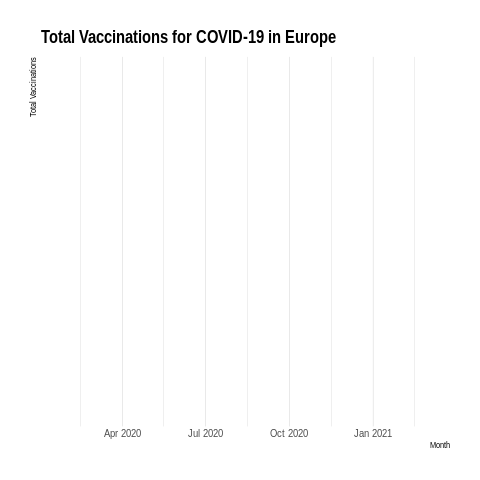 Total Vaccinations for COVID-19 in Europe
Total Vaccinations
Apr 2020 Jul 2020 Oct 2020 Jan 2021
Month